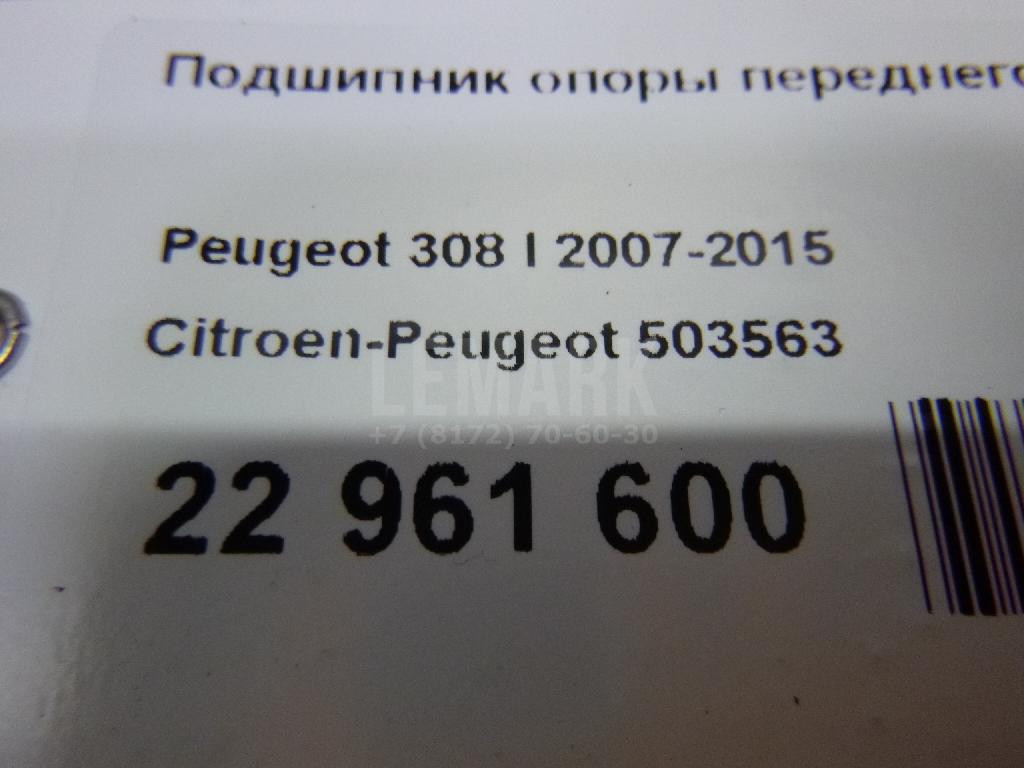 Подшипник опоры переднего
Peugeot 308 I 2007-2015
Citroen-Peugeot 503563
LEMARK
+7 (8172) 70-60-30
22 961 600